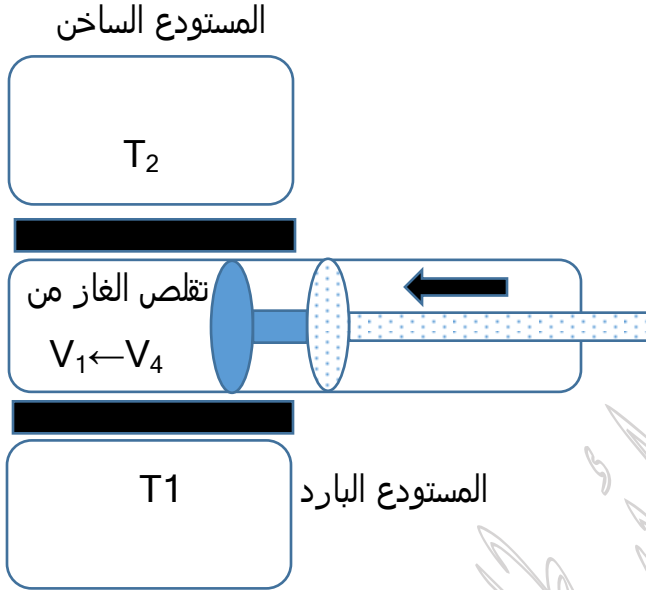 المستودع الساخن
T₂
تقلص الغاز من
V₁←V₄
T1
المستودع البارد